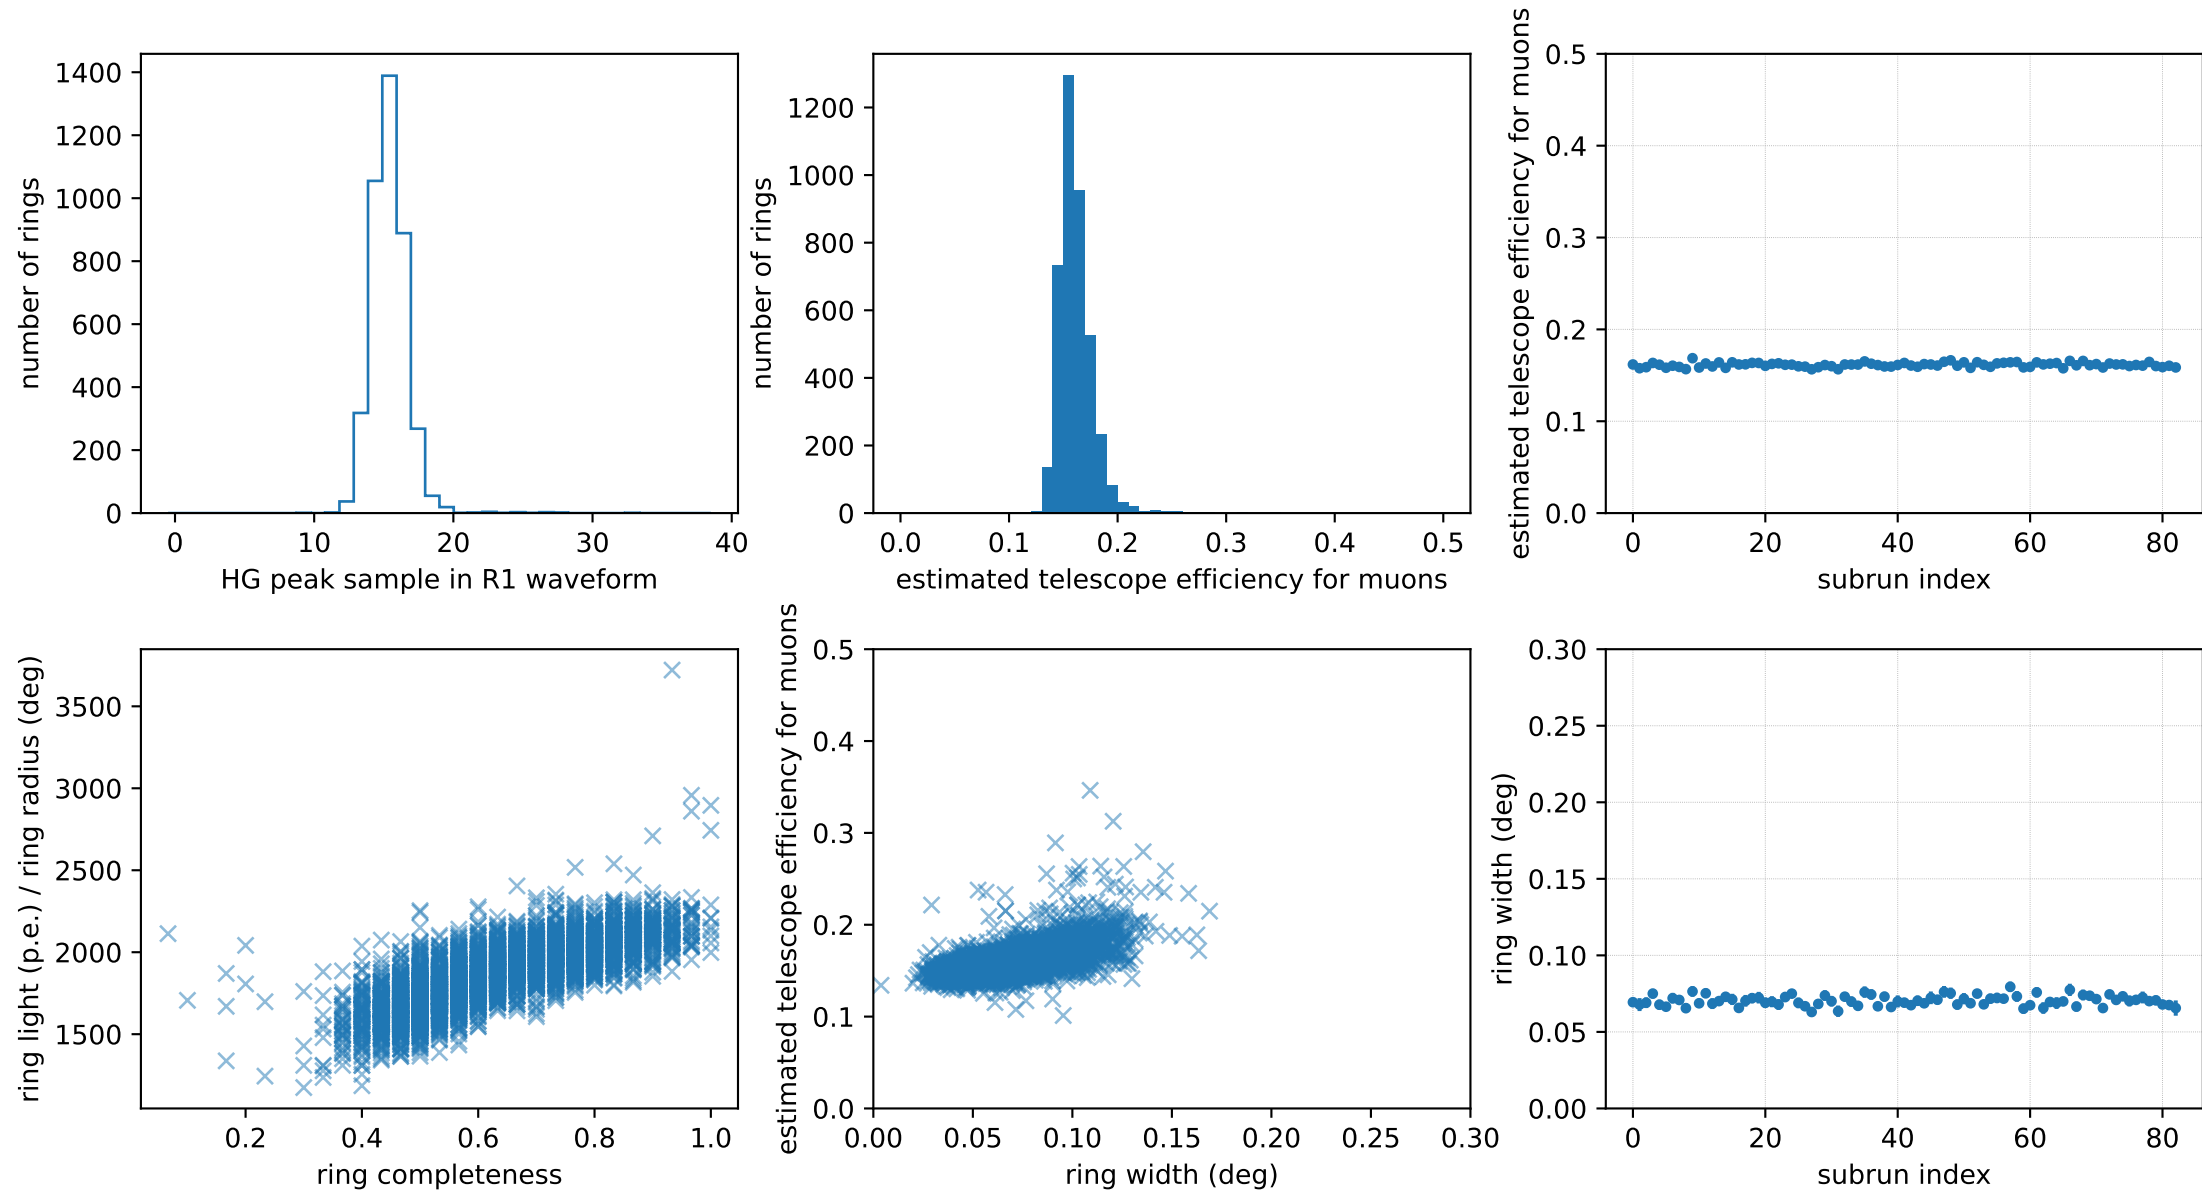 number of rings
1400
1200
1000
800
600
400
200
0
0 10 20 30 40
HG peak sample in R1 waveform
number of rings
1200
1000
800
600
400
200
0
0.0 0.1 0.2 0.3 0.4 0.5
estimated telescope efficiency for muons
estimated telescope efficiency for muons
0.5
0.4
0.3
0.2
0.1
0.0
0 20 40 60 80
subrun index
ring light (p.e.) / ring radius (deg)
3500
3000
2500
2000
1500
0.2 0.4 0.6 0.8 1.0
ring completeness
estimated telescope efficiency for muons
0.5
0.4
0.3
0.2
0.1
0.0
0.00 0.05 0.10 0.15 0.20 0.25 0.30
ring width (deg)
ring width (deg)
0.30
0.25
0.20
0.15
0.10
0.05
0.00
0 20 40 60 80
subrun index